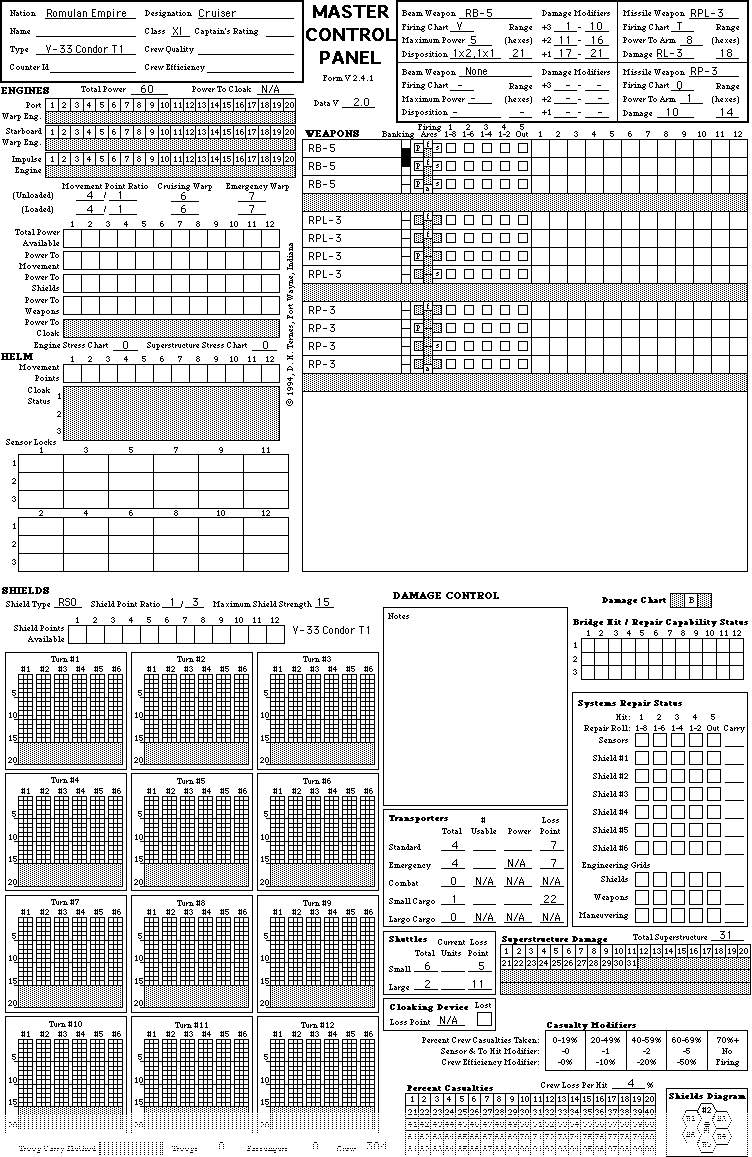 Nation Romulan Empire Designation Cruiser
Name Class XI Captain's Rating
Type V-33 Condor T1 Crew Quality
Counter Id Crew Efficiency
MASTER CONTROL PANEL
Form V 2.4.1
Data V 2.0
Beam Weapon RB-5 Damage Modifiers
Firing Chart V Range +3 1 - 10
Maximum Power 5 (hexes) +2 11 - 16
Disposition 1x2,1x1 21 +1 17 - 21
Missile Weapon RPL-3
Firing Chart T Range
Power To Arm 8 (hexes)
Damage RL-3 18
Beam Weapon None Damage Modifiers
Firing Chart - Range +3 - - -
Maximum Power - (hexes) +2 - - -
Disposition - - +1 - - -
Missile Weapon RP-3
Firing Chart Q Range
Power To Arm 1 (hexes)
Damage 10 14
ENGINES Total Power 60 Power To Cloak N/A
Port Warp Eng. 1 2 3 4 5 6 7 8 9 10 11 12 13 14 15 16 17 18 19 20
Starboard Warp Eng. 1 2 3 4 5 6 7 8 9 10 11 12 13 14 15 16 17 18 19 20
Impulse Engine 1 2 3 4 5 6 7 8 9 10 11 12 13 14 15 16 17 18 19 20
Movement Point Ratio Cruising Warp Emergency Warp
(Unloaded) 4 / 1 6 7
(Loaded) 4 / 1 6 7
1 2 3 4 5 6 7 8 9 10 11 12
Total Power Available
Power To Movement
Power To Shields
Power To Weapons
Power To Cloak
Engine Stress Chart 0 Superstructure Stress Chart 0
HELM 1 2 3 4 5 6 7 8 9 10 11 12
Movement Points
Cloak Status 1
2
3
Sensor Locks
1 3 5 7 9 11
1
2
3
2 4 6 8 10 12
1
2
3
© 1994, D. H. Ternes, Fort Wayne, Indiana
WEAPONS Banking Firing Arcs 1 1-8 2 1-6 3 1-4 4 1-2 5 Out 1 2 3 4 5 6 7 8 9 10 11 12
RB-5 p f s
RB-5 p f s
RB-5 p s a
RPL-3 f
RPL-3 p
RPL-3 s
RP-3 f
RP-3 p
RP-3 s
RP-3 a
SHIELDS
Shield Type RSO Shield Point Ratio 1 / 3 Maximum Shield Strength 15
1 2 3 4 5 6 7 8 9 10 11 12
Shield Points Available V-33 Condor T1
Turn #1 Turn #2 Turn #3
#1 #2 #3 #4 #5 #6 #1 #2 #3 #4 #5 #6 #1 #2 #3 #4 #5 #6
5
10
15
20
Turn #4 Turn #5 Turn #6
#1 #2 #3 #4 #5 #6 #1 #2 #3 #4 #5 #6 #1 #2 #3 #4 #5 #6
5
10
15
20
Turn #7 Turn #8 Turn #9
#1 #2 #3 #4 #5 #6 #1 #2 #3 #4 #5 #6 #1 #2 #3 #4 #5 #6
5
10
15
20
Turn #10 Turn #11 Turn #12
#1 #2 #3 #4 #5 #6 #1 #2 #3 #4 #5 #6 #1 #2 #3 #4 #5 #6
5
10
15
20
DAMAGE CONTROL
Notes
Damage Chart B
Bridge Hit / Repair Capability Status
1 2 3 4 5 6 7 8 9 10 11 12
1
2
3
Systems Repair Status
Hit: 1 2 3 4 5
Repair Roll: 1-8 1-6 1-4 1-2 Out Carry
Sensors
Shield #1
Shield #2
Shield #3
Shield #4
Shield #5
Shield #6
Engineering Grids
Shields
Weapons
Maneuvering
Transporters Total # Usable Power Loss Point
Standard 4 7
Emergency 4 N/A 7
Combat 0 N/A N/A N/A
Small Cargo 1 22
Large Cargo 0 N/A N/A N/A
Shuttles Total Current Units Loss Point
Small 6 5
Large 2 11
Cloaking Device Lost
Loss Point N/A
Superstructure Damage Total Superstructure 31
1 2 3 4 5 6 7 8 9 10 11 12 13 14 15 16 17 18 19 20
21 22 23 24 25 26 27 28 29 30 31
Casualty Modifiers
Percent Crew Casualties Taken: 0-19% 20-49% 40-59% 60-69% 70%+
Sensor & To Hit Modifier: -0 -1 -2 -5 No
Crew Efficiency Modifier: -0% -10% -20% -50% Firing
Percent Casualties Crew Loss Per Hit 4 %
1 2 3 4 5 6 7 8 9 10 11 12 13 14 15 16 17 18 19 20
21 22 23 24 25 26 27 28 29 30 31 32 33 34 35 36 37 38 39 40
Shields Diagram
#2
Troops 0 Passengers 0 Crew 304